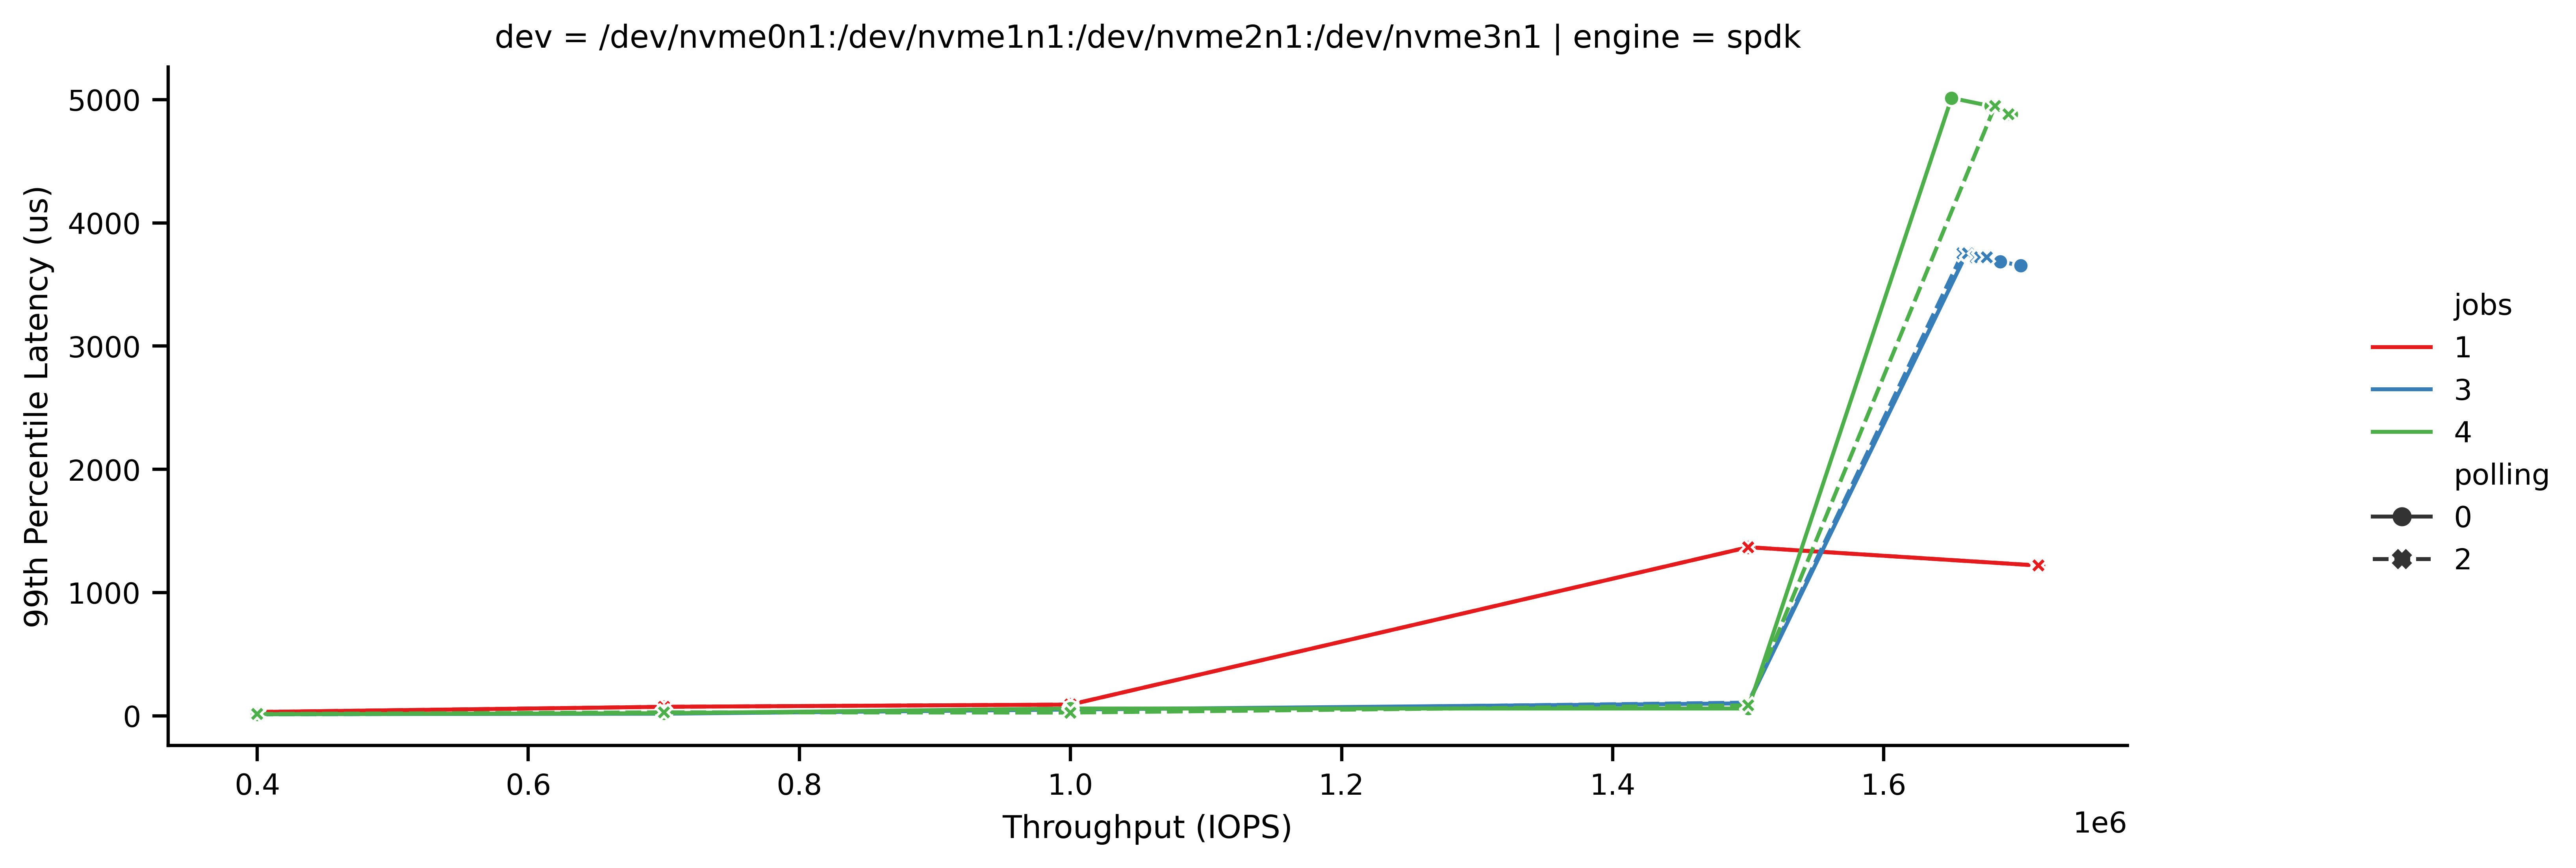 dev = /dev/nvme0n1:/dev/nvme1n1:/dev/nvme2n1:/dev/nvme3n1 | engine = spdk
99th Percentile Latency (us)
5000
4000
3000
2000
1000
0
0.4 0.6 0.8 1.0 1.2 1.4 1.6
1e6
Throughput (IOPS)
jobs
1
3
4
polling
0
2